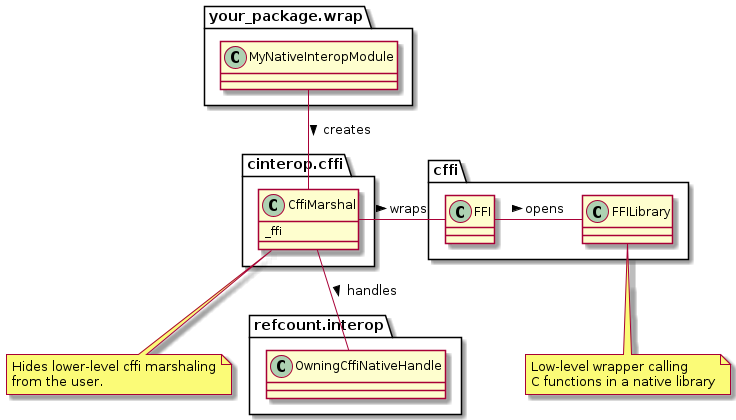 your_package.wrap
C MyNativeInteropModule
creates
cinterop.cffi
cffi
C CffiMarshal
_ffi
wraps
C FFI
opens
C FFILibrary
handles
refcount.interop
C OwningCffiNativeHandle
Hides lower-level cffi marshaling
from the user.
Low-level wrapper calling
C functions in a native library